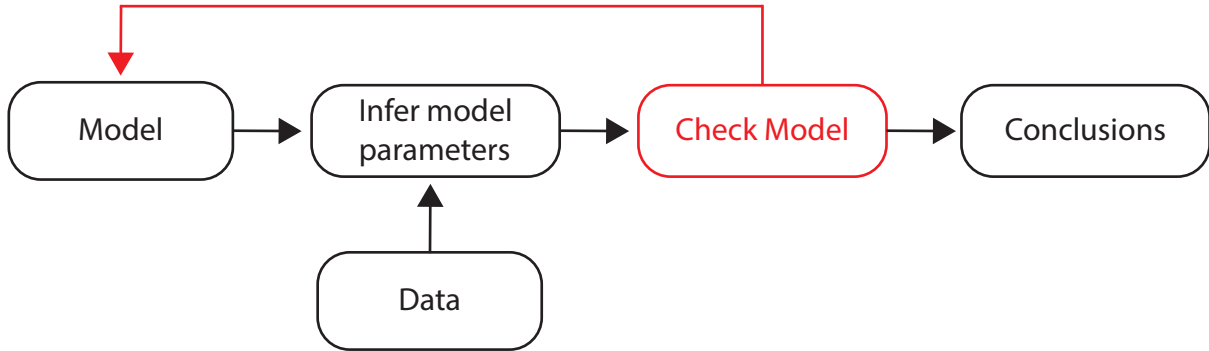 Model
Infer model
parameters
Check Model
Conclusions
Data